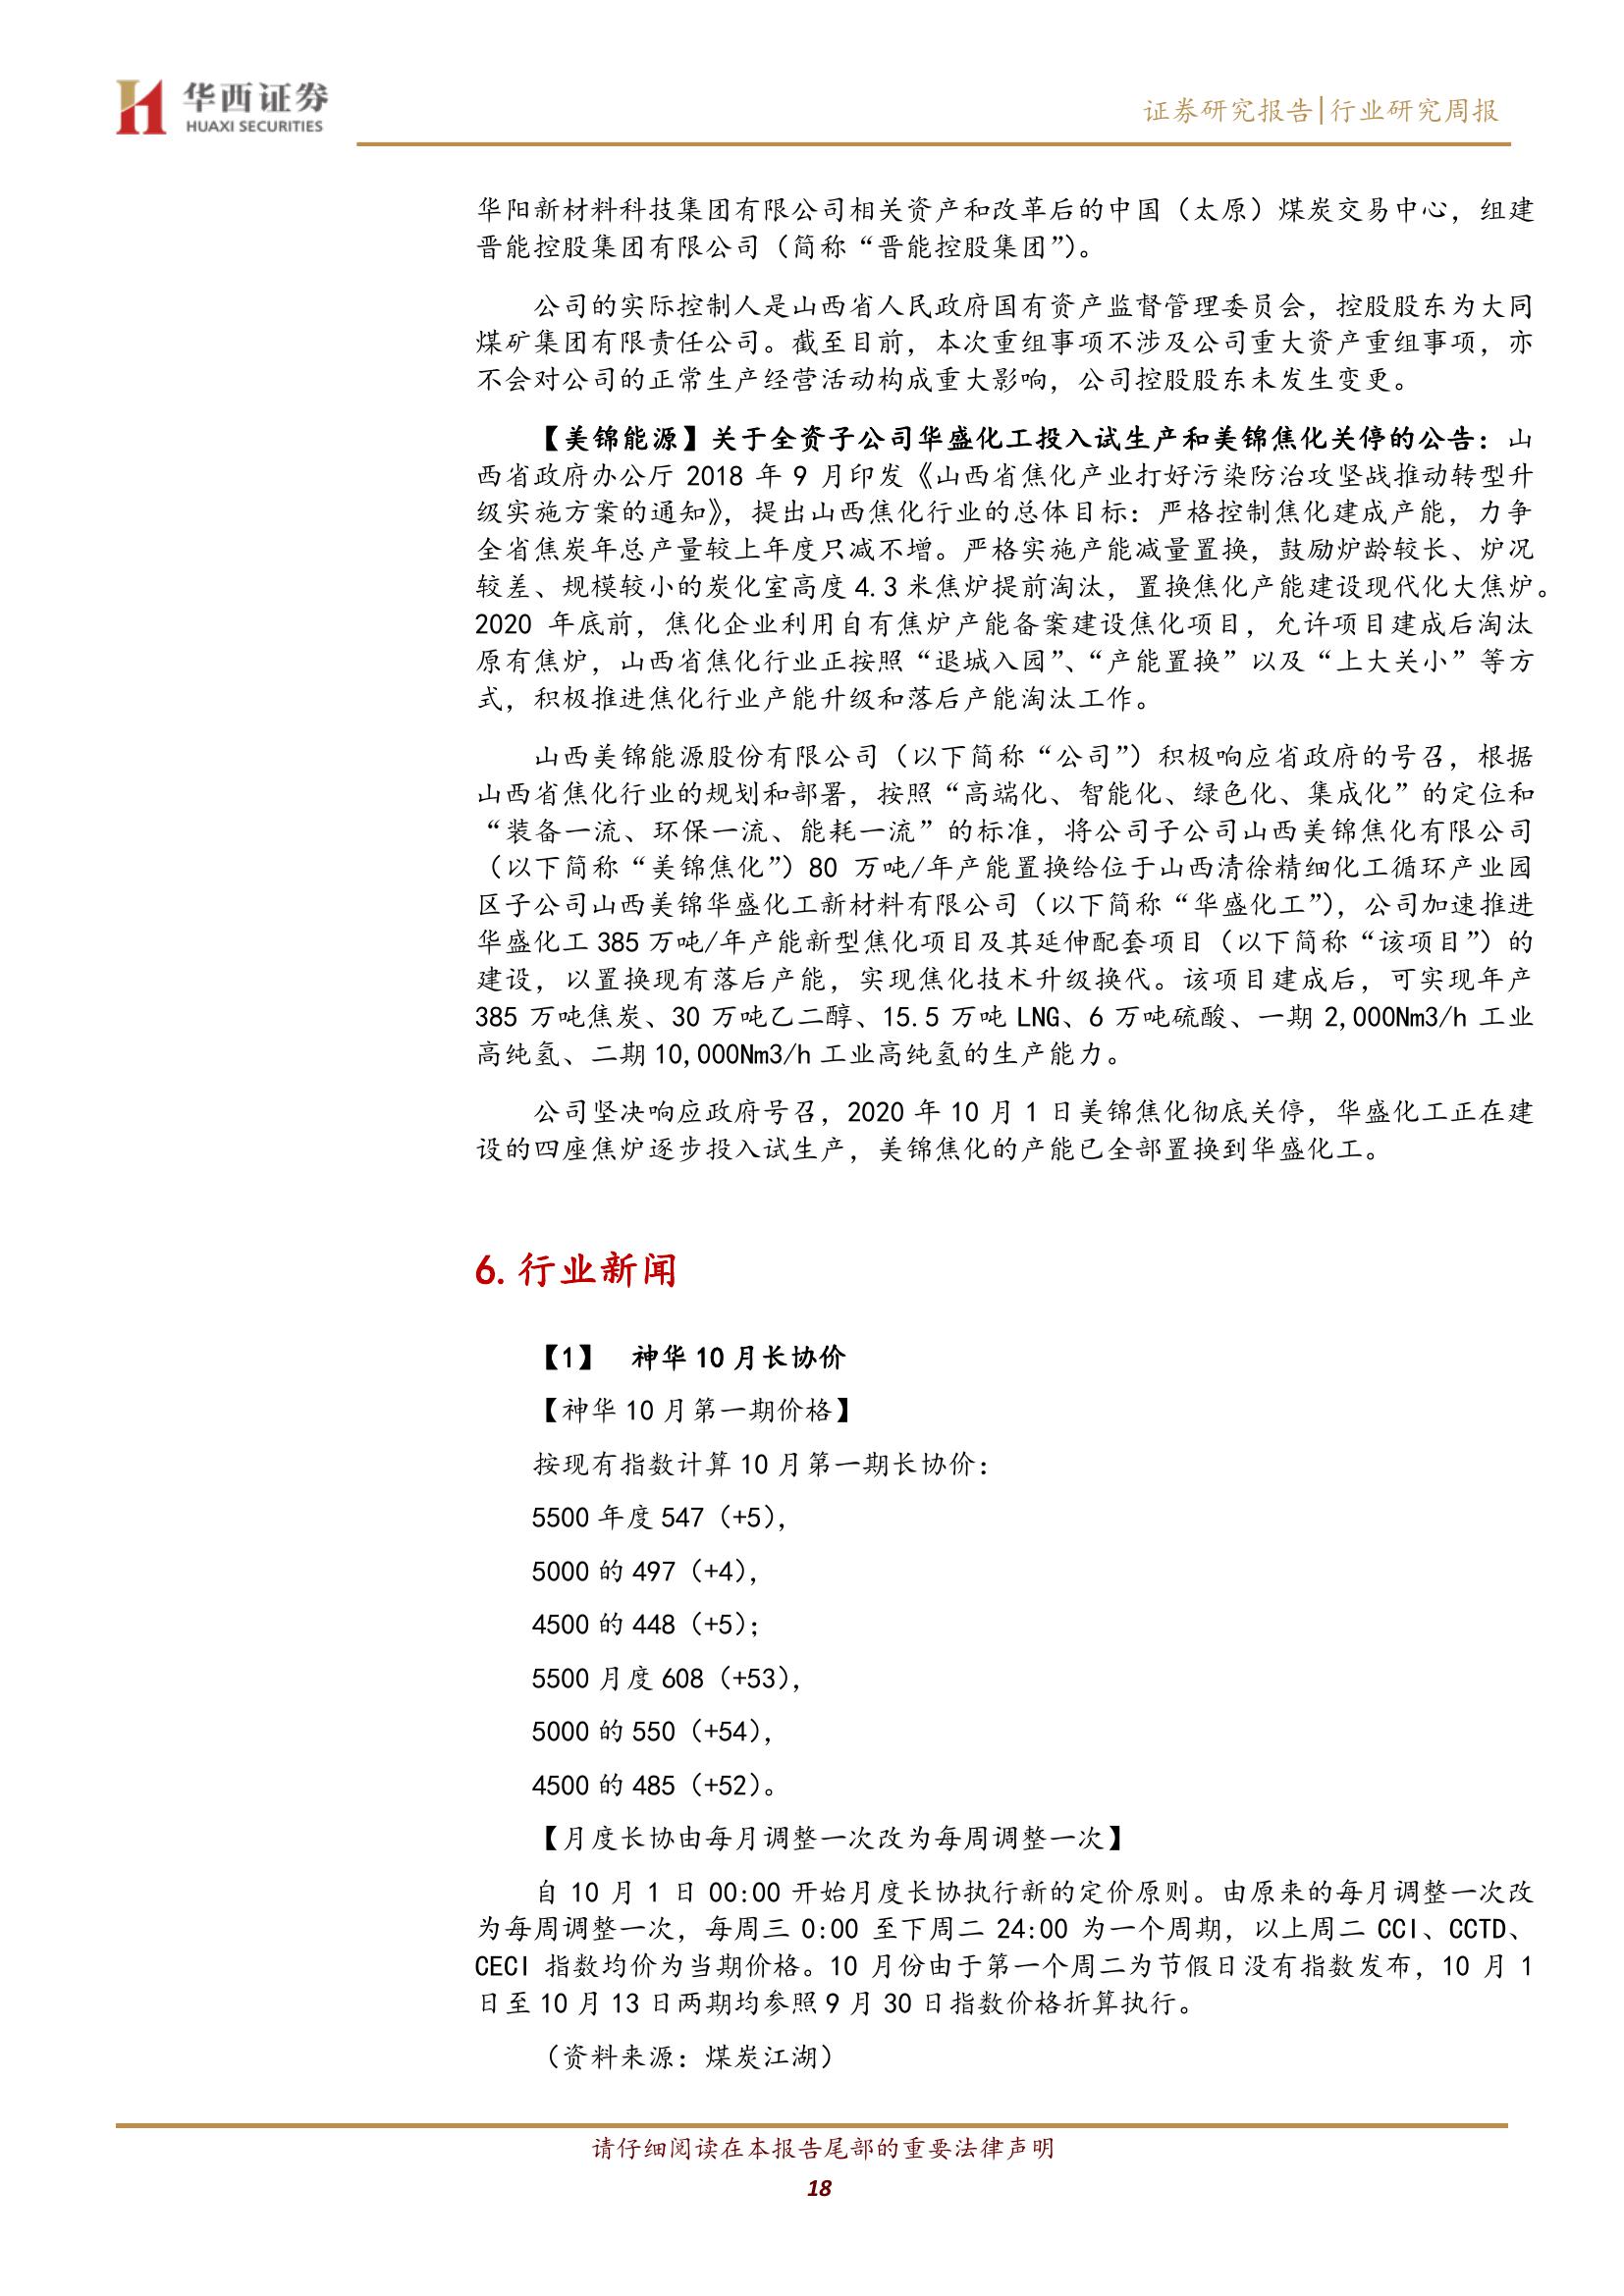 华西证券
HUAXI SECURITIES
证券研究报告|行业研究周报
华阳新材料科技集团有限公司相关资产和改革后的中国（太原）煤炭交易中心，组建
晋能控股集团有限公司（简称“晋能控股集团”）。
公司的实际控制人是山西省人民政府国有资产监督管理委员会，控股股东为大同
煤矿集团有限责任公司。截至目前，本次重组事项不涉及公司重大资产重组事项，亦
不会对公司的正常生产经营活动构成重大影响，公司控股股东未发生变更。
【美锦能源】关于全资子公司华盛化工投入试生产和美锦焦化关停的公告：山
西省政府办公厅 2018 年 9 月印发《山西省焦化产业打好污染防治攻坚战推动转型升
级实施方案的通知》，提出山西焦化行业的总体目标：严格控制焦化建成产能，力争
全省焦炭年总产量较上年度只减不增。严格实施产能减量置换，鼓励炉龄较长、炉况
较差、规模较小的炭化室高度 4.3 米焦炉提前淘汰，置换焦化产能建设现代化大焦炉。
2020 年底前，焦化企业利用自有焦炉产能备案建设焦化项目，允许项目建成后淘汰
原有焦炉，山西省焦化行业正按照“退城入园”、“产能置换”以及“上大关小”等方
式，积极推进焦化行业产能升级和落后产能淘汰工作。
山西美锦能源股份有限公司（以下简称“公司”）积极响应省政府的号召，根据
山西省焦化行业的规划和部署，按照“高端化、智能化、绿色化、集成化”的定位和
“装备一流、环保一流、能耗一流”的标准，将公司子公司山西美锦焦化有限公司
（以下简称“美锦焦化”）80 万吨/年产能置换给位于山西清徐精细化工循环产业园
区子公司山西美锦华盛化工新材料有限公司（以下简称“华盛化工”），公司加速推进
华盛化工 385 万吨/年产能新型焦化项目及其延伸配套项目（以下简称“该项目”）的
建设，以置换现有落后产能，实现焦化技术升级换代。该项目建成后，可实现年产
385 万吨焦炭、30 万吨乙二醇、15.5 万吨 LNG、6 万吨硫酸、一期 2,000Nm3/h 工业
高纯氢、二期 10,000Nm3/h 工业高纯氢的生产能力。
公司坚决响应政府号召，2020 年 10 月 1 日美锦焦化彻底关停，华盛化工正在建
设的四座焦炉逐步投入试生产，美锦焦化的产能已全部置换到华盛化工。
6. 行业新闻
【1】 神华 10 月长协价
【神华 10 月第一期价格】
按现有指数计算 10 月第一期长协价：
5500 年度 547（+5），
5000 的 497（+4），
4500 的 448（+5）；
5500 月度 608（+53），
5000 的 550（+54），
4500 的 485（+52）。
【月度长协由每月调整一次改为每周调整一次】
自 10 月 1 日 00:00 开始月度长协执行新的定价原则。由原来的每月调整一次改
为每周调整一次，每周三 0:00 至下周二 24:00 为一个周期，以上周二 CCI、CCTD、
CECI 指数均价为当期价格。10 月份由于第一个周二为节假日没有指数发布，10 月 1
日至 10 月 13 日两期均参照 9 月 30 日指数价格折算执行。
（资料来源：煤炭江湖）
请仔细阅读在本报告尾部的重要法律声明
18